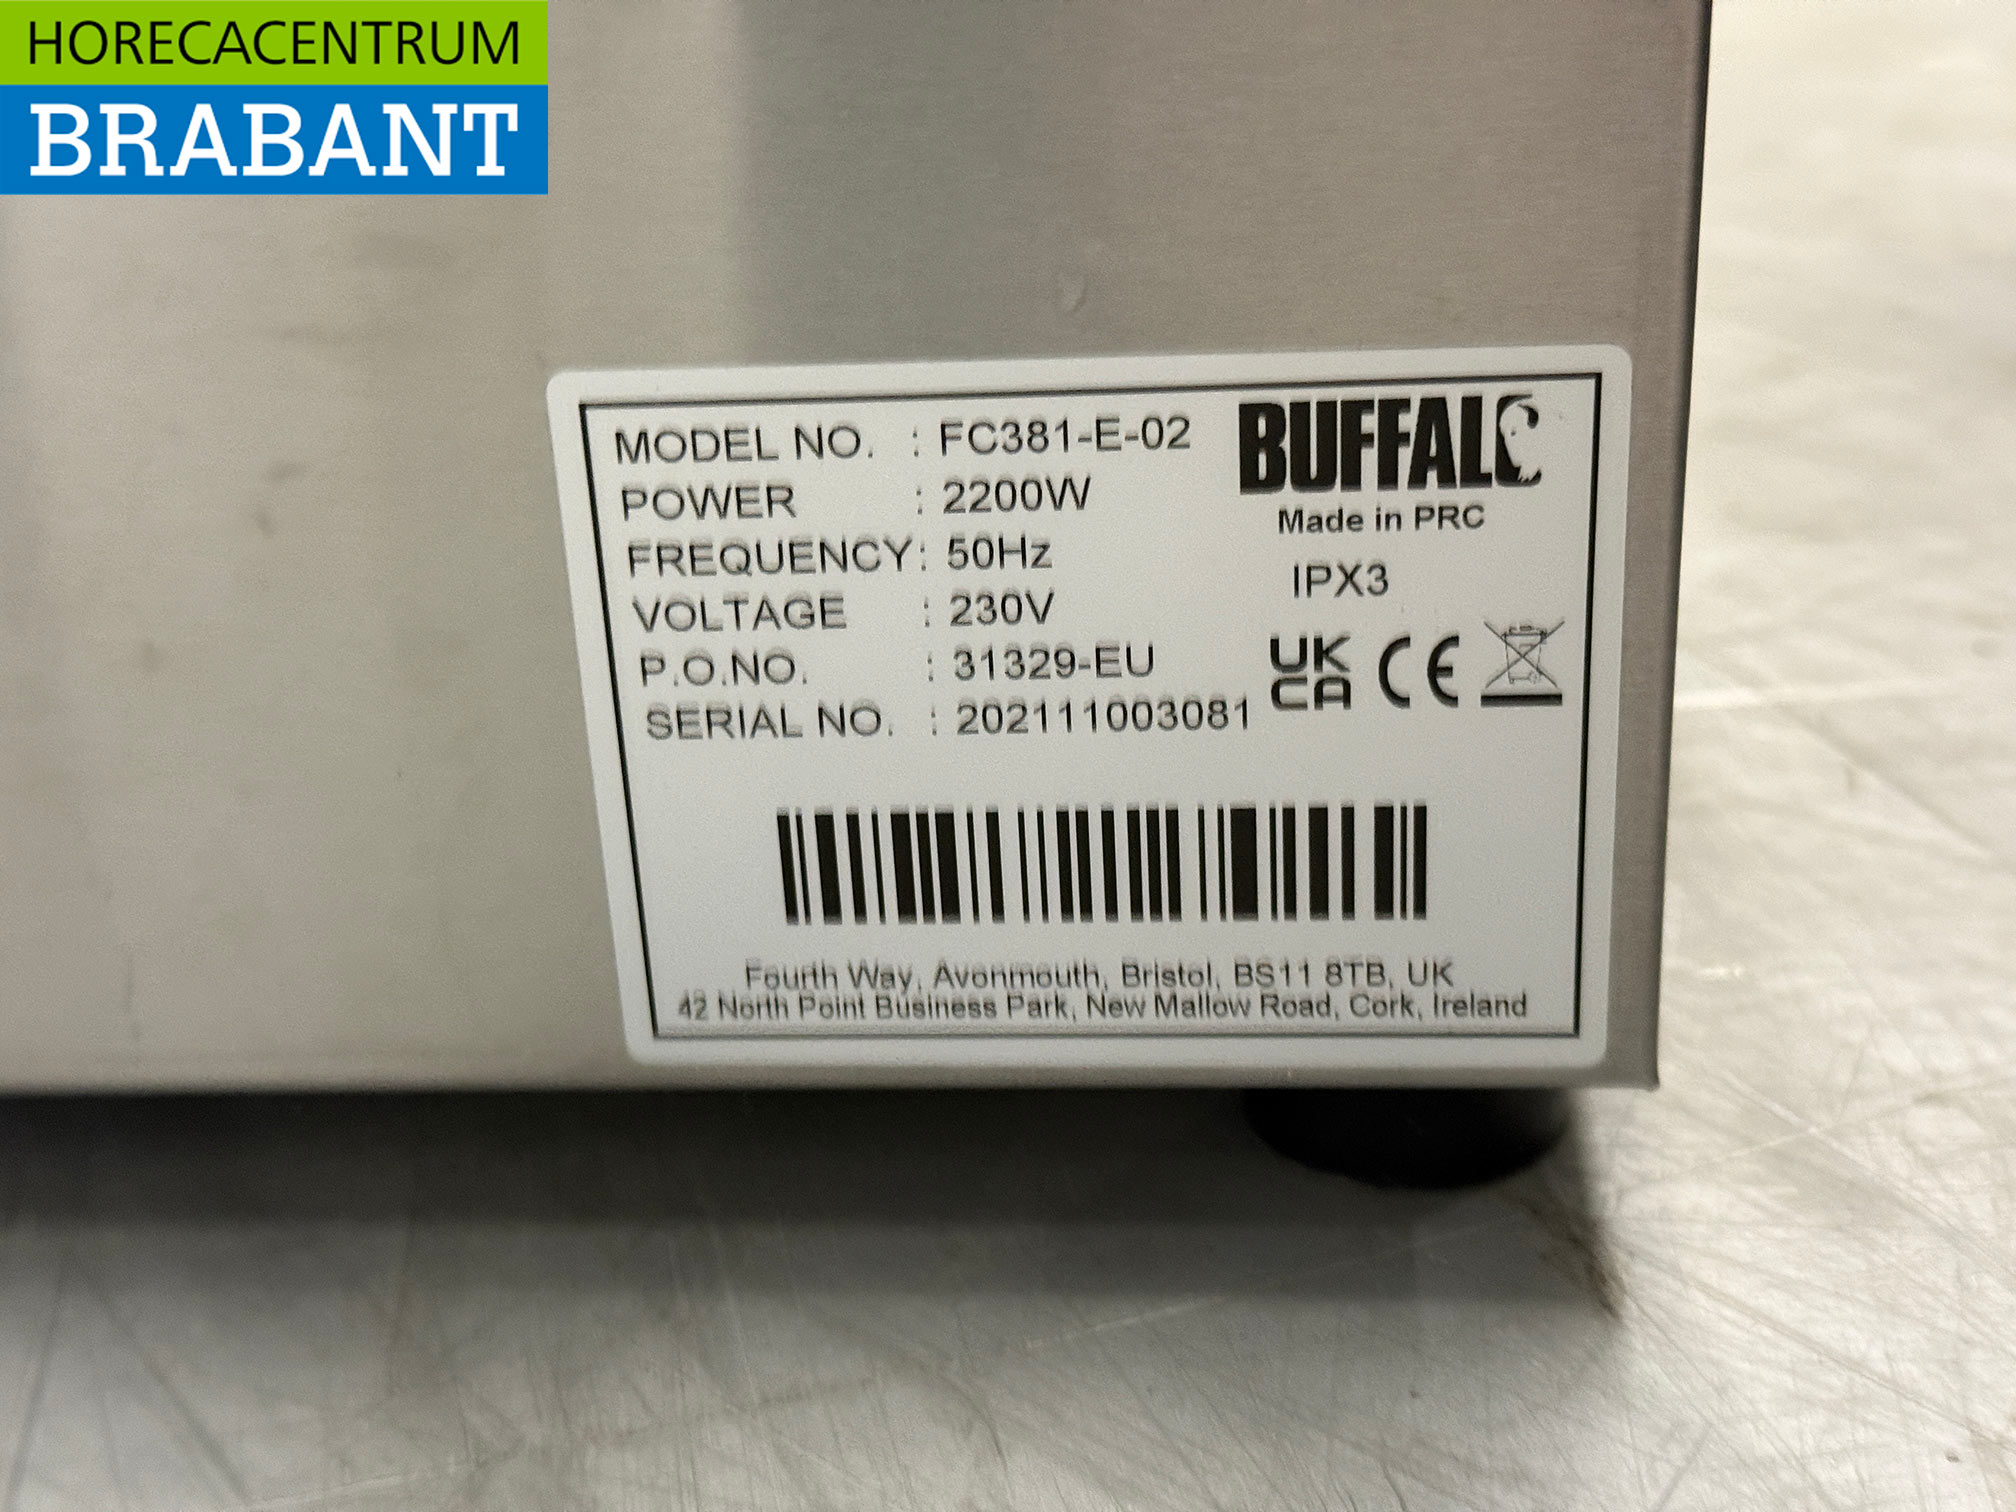 HORECACENTRUM
BRABANT
MODEL NO. : FC381-E-02
POWER : 2200W
FREQUENCY: 50Hz
VOLTAGE : 230V
P.O.NO. : 31329-EU
SERIAL NO. : 202111003081
BUFFALO
Made in PRC
IPX3
UK
CA CE
Fourth Way, Avonmouth, Bristol, BS11 8TB, UK
42 North Point Business Park, New Mallow Road, Cork, Ireland